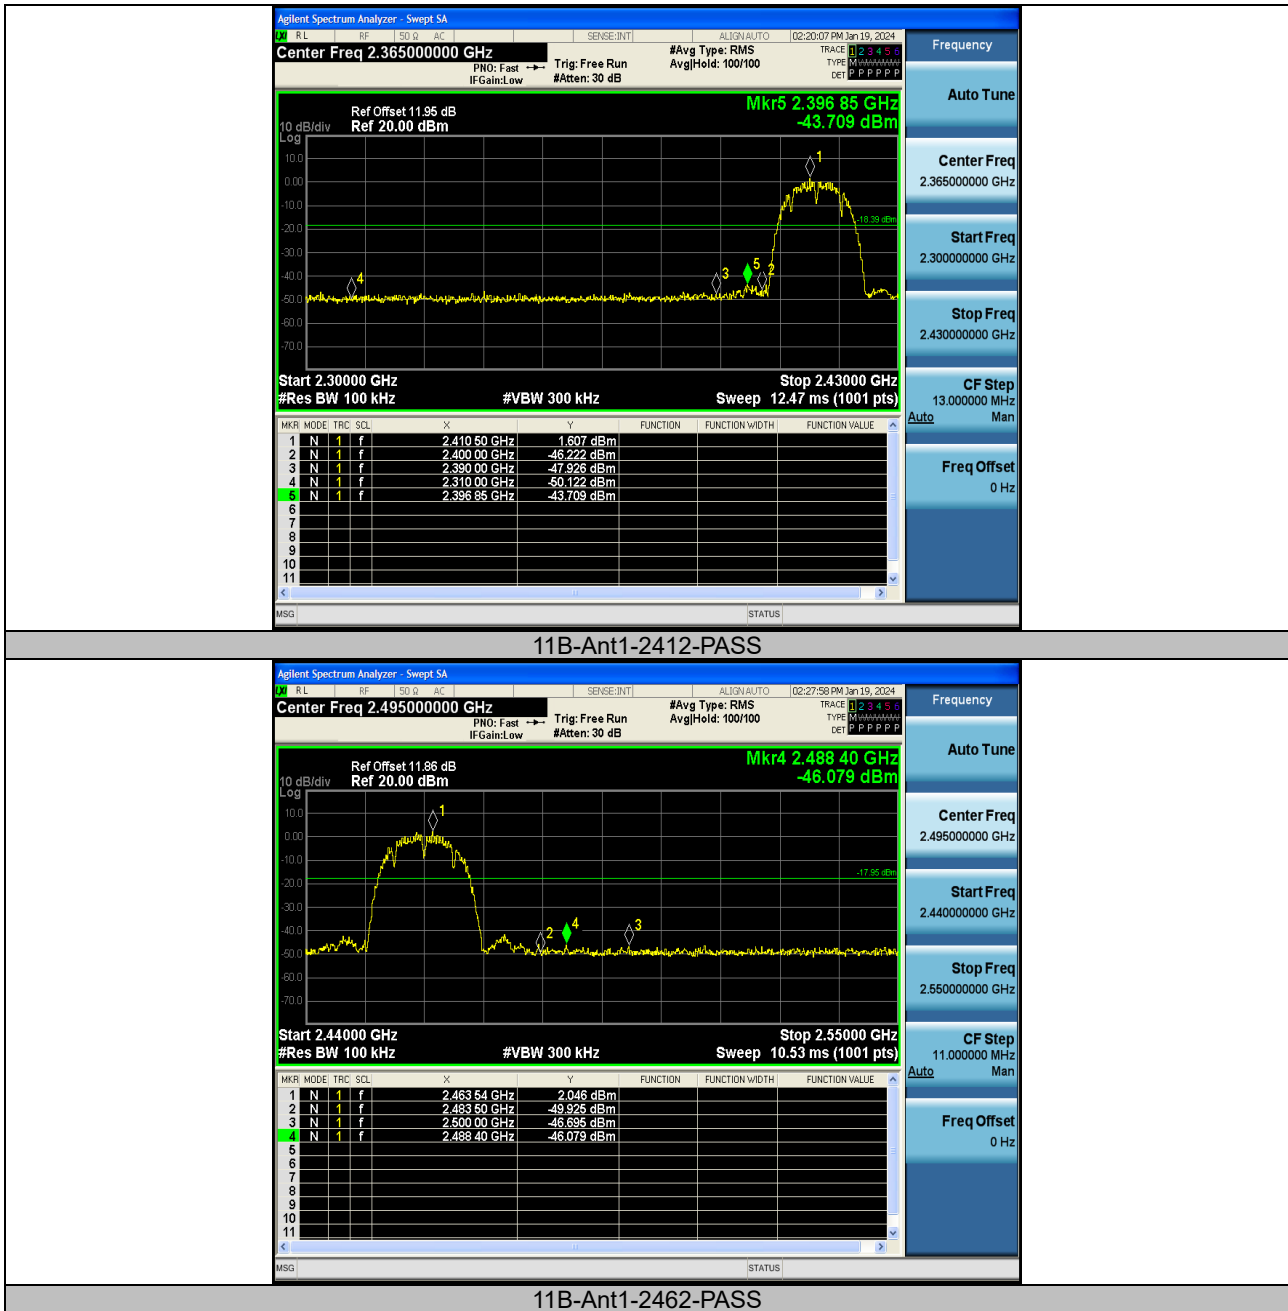 Agilent Spectrum Analyzer - Swept SA
RL RF 50 Ω AC SENSE:INT ALIGN AUTO 02:20:07 PM Jan 19, 2024
Center Freq 2.365000000 GHz
PNO: Fast
IFGain:Low
Trig: Free Run
#Atten: 30 dB
#Avg Type: RMS
Avg|Hold: 100/100
TRACE 1 2 3 4 5 6
TYPE M
DET P P P P P P
Frequency
Mkr5 2.396 85 GHz
-43.709 dBm
Ref Offset 11.95 dB
10 dB/div Ref 20.00 dBm
Log
10.0
0.00
-10.0
-20.0
-30.0
-40.0
-50.0
-60.0
-70.0
1
-18.39 dBm
4
3
5
2
Start 2.30000 GHz Stop 2.43000 GHz
#Res BW 100 kHz #VBW 300 kHz Sweep 12.47 ms (1001 pts)
MKR MODE TRC SCL X Y FUNCTION FUNCTION WIDTH FUNCTION VALUE
1 N 1 f 2.410 50 GHz 1.607 dBm
2 N 1 f 2.400 00 GHz -46.222 dBm
3 N 1 f 2.390 00 GHz -47.926 dBm
4 N 1 f 2.310 00 GHz -50.122 dBm
5 N 1 f 2.396 85 GHz -43.709 dBm
6
7
8
9
10
11
MSG STATUS
Auto Tune
Center Freq
2.365000000 GHz
Start Freq
2.300000000 GHz
Stop Freq
2.430000000 GHz
CF Step
13.000000 MHz
Auto Man
Freq Offset
0 Hz
11B-Ant1-2412-PASS
Agilent Spectrum Analyzer - Swept SA
RL RF 50 Ω AC SENSE:INT ALIGN AUTO 02:27:58 PM Jan 19, 2024
Center Freq 2.495000000 GHz
PNO: Fast
IFGain:Low
Trig: Free Run
#Atten: 30 dB
#Avg Type: RMS
Avg|Hold: 100/100
TRACE 1 2 3 4 5 6
TYPE M
DET P P P P P P
Frequency
Mkr4 2.488 40 GHz
-46.079 dBm
Ref Offset 11.86 dB
10 dB/div Ref 20.00 dBm
Log
10.0
0.00
-10.0
-20.0
-30.0
-40.0
-50.0
-60.0
-70.0
1
-17.95 dBm
2
4
3
Start 2.44000 GHz Stop 2.55000 GHz
#Res BW 100 kHz #VBW 300 kHz Sweep 10.53 ms (1001 pts)
MKR MODE TRC SCL X Y FUNCTION FUNCTION WIDTH FUNCTION VALUE
1 N 1 f 2.463 54 GHz 2.046 dBm
2 N 1 f 2.483 50 GHz -49.925 dBm
3 N 1 f 2.500 00 GHz -46.695 dBm
4 N 1 f 2.488 40 GHz -46.079 dBm
5
6
7
8
9
10
11
MSG STATUS
Auto Tune
Center Freq
2.495000000 GHz
Start Freq
2.440000000 GHz
Stop Freq
2.550000000 GHz
CF Step
11.000000 MHz
Auto Man
Freq Offset
0 Hz
11B-Ant1-2462-PASS